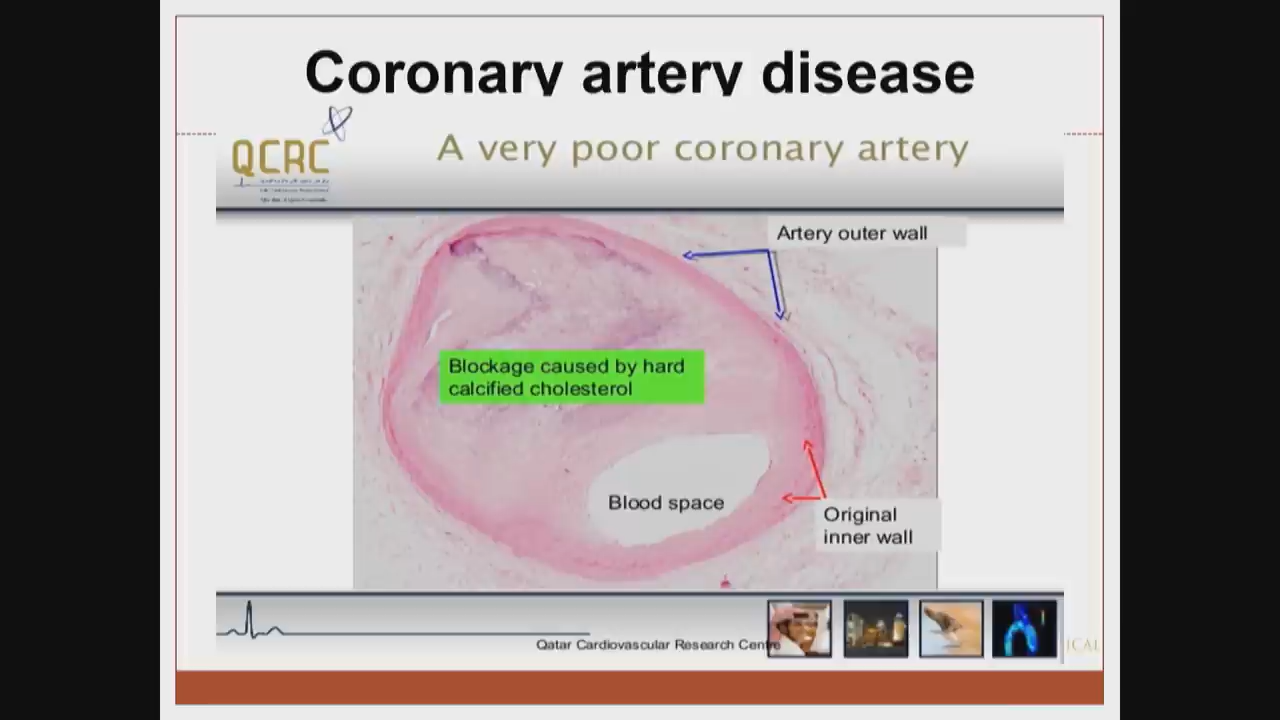 Coronary artery disease
QCRC
A very poor coronary artery
Artery outer wall
Blockage caused by hard
calcified cholesterol
Blood space
Original
inner wall
Qatar Cardiovascular Research Centre
ICAL